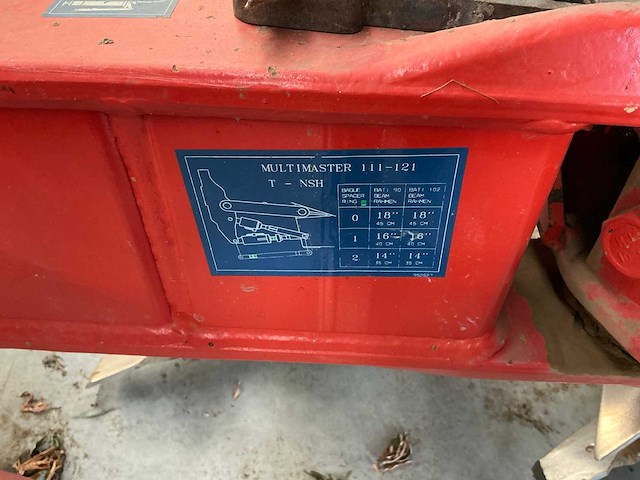 MULTIMASTER 111-121
T - NSH
BAGUE SPACER RING
BATI 90 BEAM RAHMEN
BATI 102 BEAM RAHMEN
0 18" 45 CM 18" 45 CM
1 16" 40 CM 16" 40 CM
2 14" 35 CM 14" 35 CM